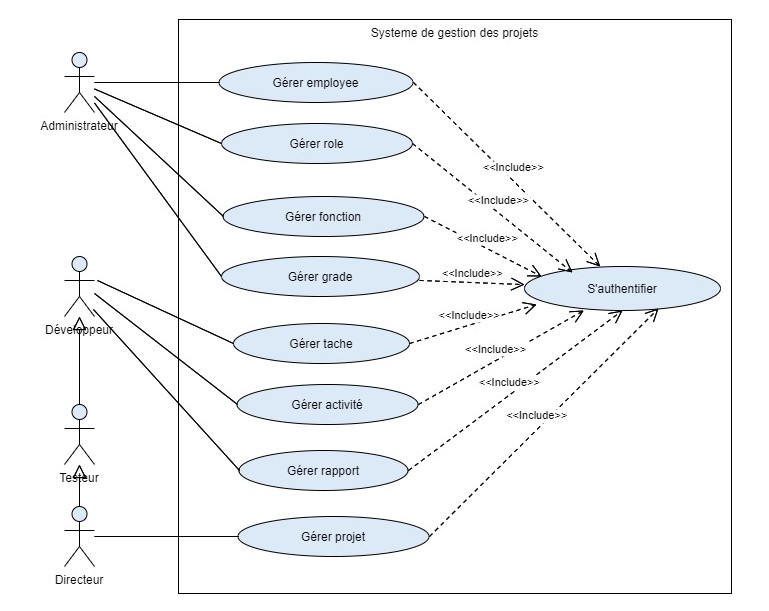 Systeme de gestion des projets
Administrateur
Gérer employee
Gérer role
<<Include>>
<<Include>>
Gérer fonction
<<Include>>
Gérer grade
<<Include>>
S'authentifier
Développeur
<<Include>>
Gérer tache
<<Include>>
<<Include>>
Gérer activité
<<Include>>
Gérer rapport
Testeur
Gérer projet
Directeur